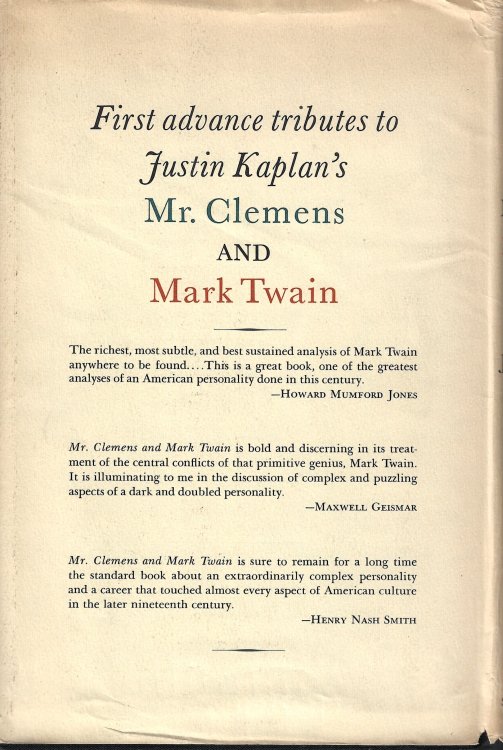 First advance tributes to
Justin Kaplan's
Mr. Clemens
AND
Mark Twain
The richest, most subtle, and best sustained analysis of Mark Twain
anywhere to be found....This is a great book, one of the greatest
analyses of an American personality done in this century.
—Howard Mumford Jones
Mr. Clemens and Mark Twain is bold and discerning in its treat-
ment of the central conflicts of that primitive genius, Mark Twain.
It is illuminating to me in the discussion of complex and puzzling
aspects of a dark and doubled personality.
—Maxwell Geismar
Mr. Clemens and Mark Twain is sure to remain for a long time
the standard book about an extraordinarily complex personality
and a career that touched almost every aspect of American culture
in the later nineteenth century.
—Henry Nash Smith